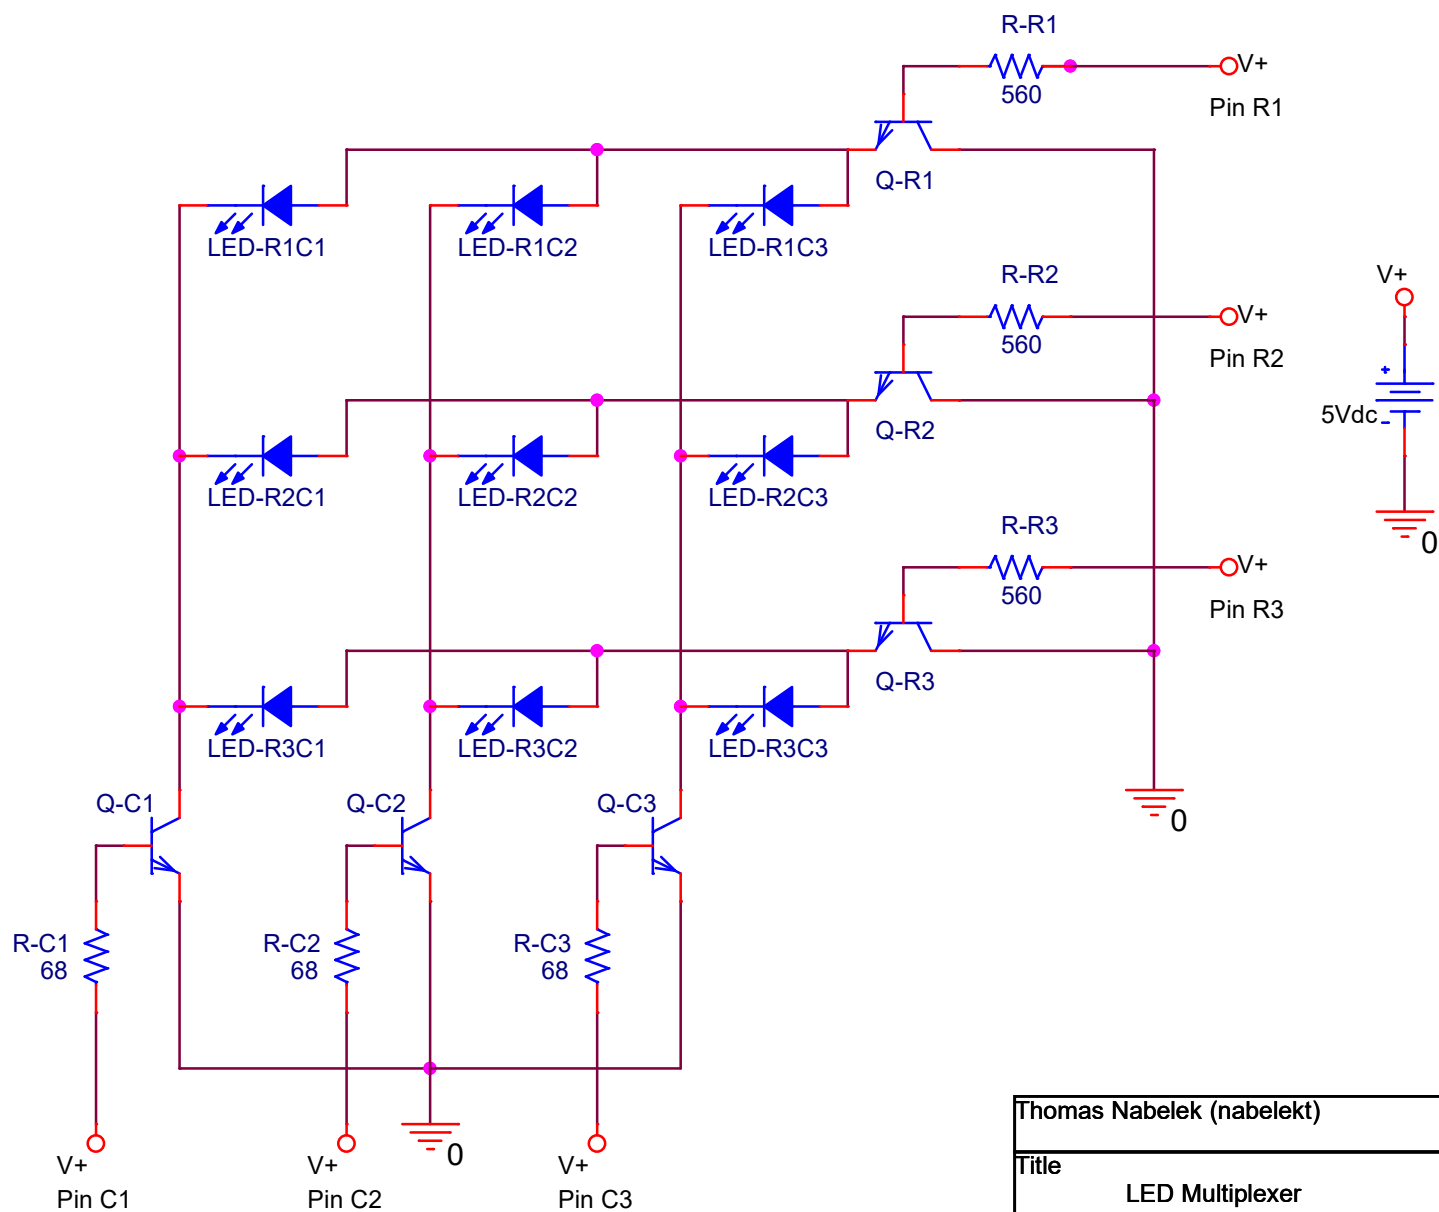 R-R1
V+
560
Pin R1
Q-R1
LED-R1C1
LED-R1C2
LED-R1C3
R-R2
V+
V+
560
Pin R2
+
5Vdc
-
Q-R2
LED-R2C1
LED-R2C2
LED-R2C3
R-R3
0
V+
560
Pin R3
Q-R3
LED-R3C1
LED-R3C2
LED-R3C3
Q-C1
Q-C2
Q-C3
0
R-C1
68
R-C2
68
R-C3
68
0
V+
Pin C1
V+
Pin C2
V+
Pin C3
Thomas Nabelek (nabelekt)
Title
LED Multiplexer